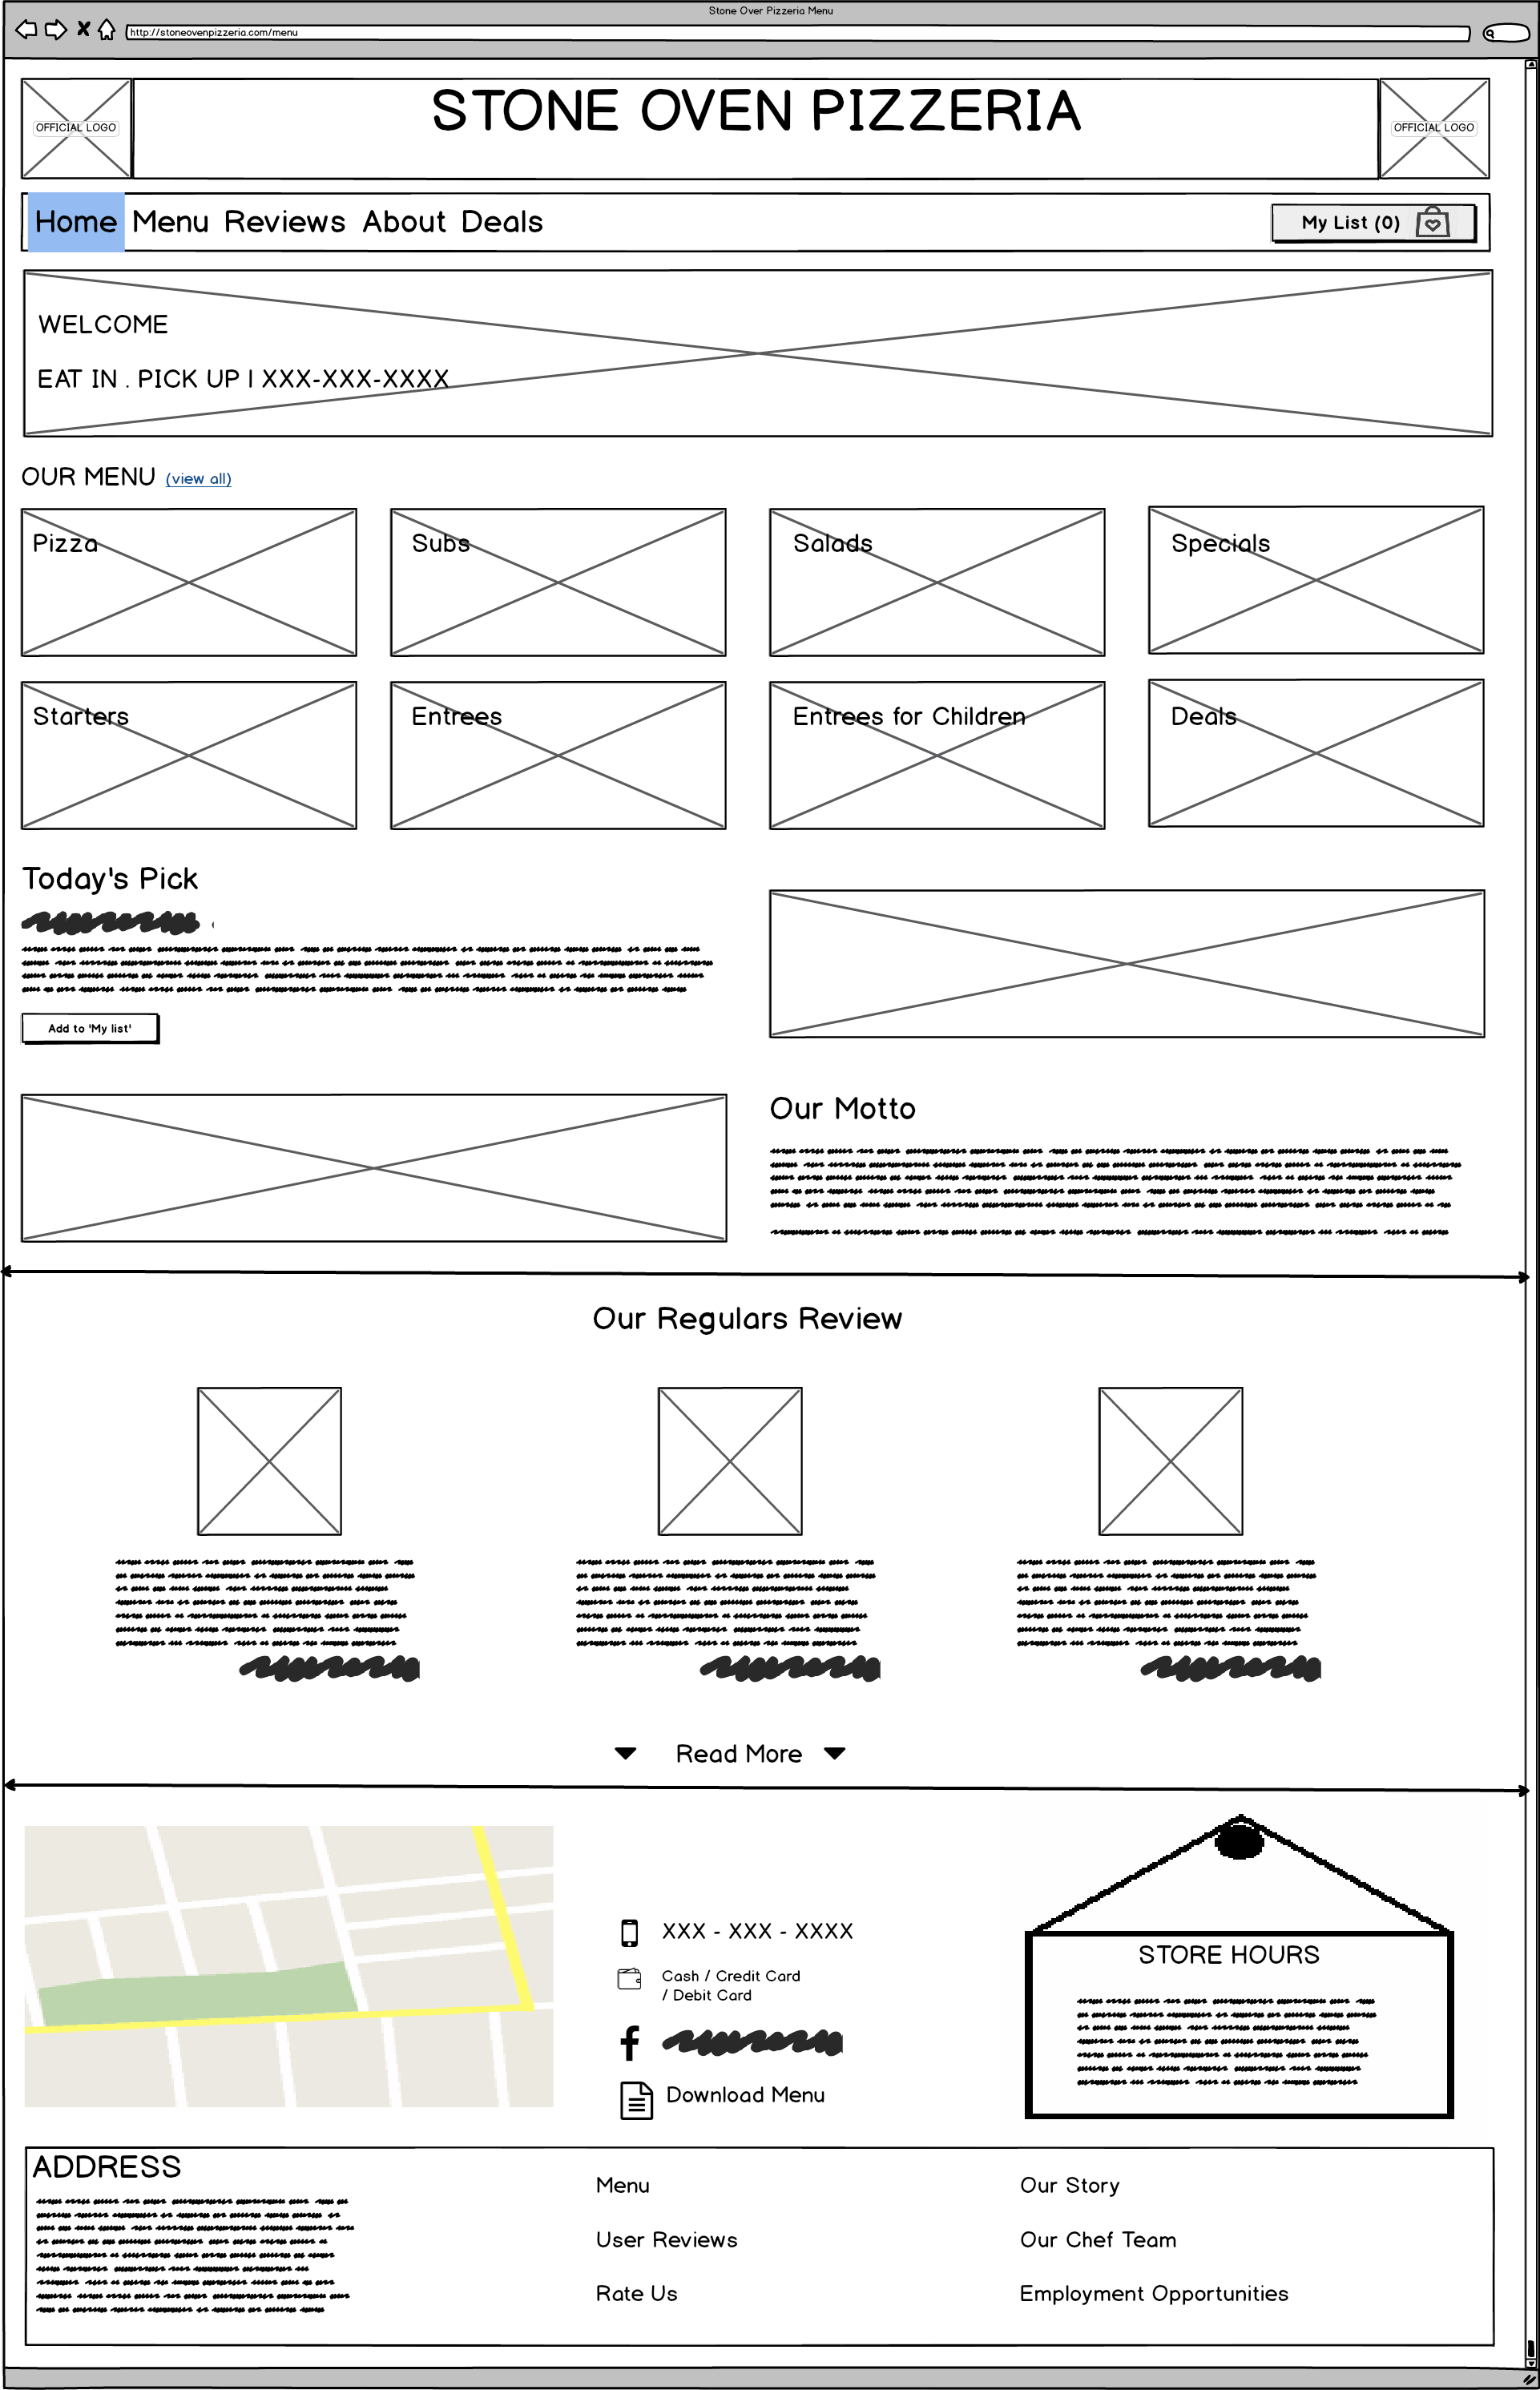 Stone Over Pizzeria Menu
http://stoneovenpizzeria.com/menu
OFFICIAL LOGO
STONE OVEN PIZZERIA
OFFICIAL LOGO
Home Menu Reviews About Deals
My List (0)
WELCOME
EAT IN . PICK UP | XXX-XXX-XXXX
OUR MENU (view all)
Pizza
Subs
Salads
Specials
Starters
Entrees
Entrees for Children
Deals
Today's Pick
Add to 'My list'
Our Motto
Our Regulars Review
Read More
XXX - XXX - XXXX
Cash / Credit Card
/ Debit Card
Download Menu
STORE HOURS
ADDRESS
Menu
User Reviews
Rate Us
Our Story
Our Chef Team
Employment Opportunities